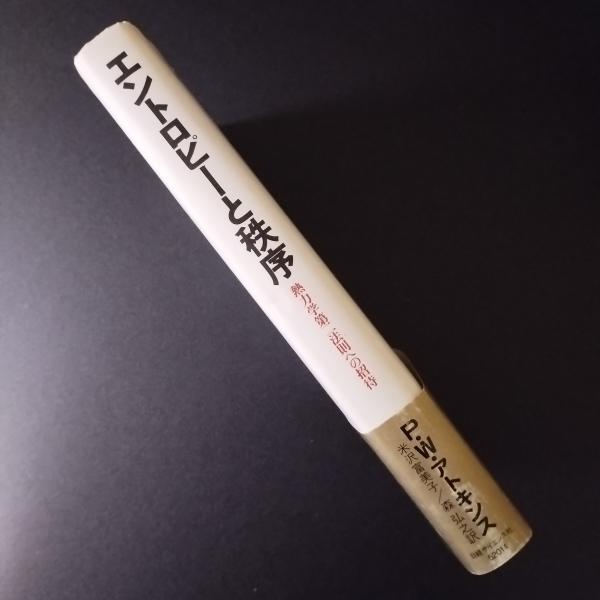 エントロピーと秩序
熱力学第二法則への招待
P・W・アトキンス
米沢富美子/森 弘之訳
日経サイエンス社
52014